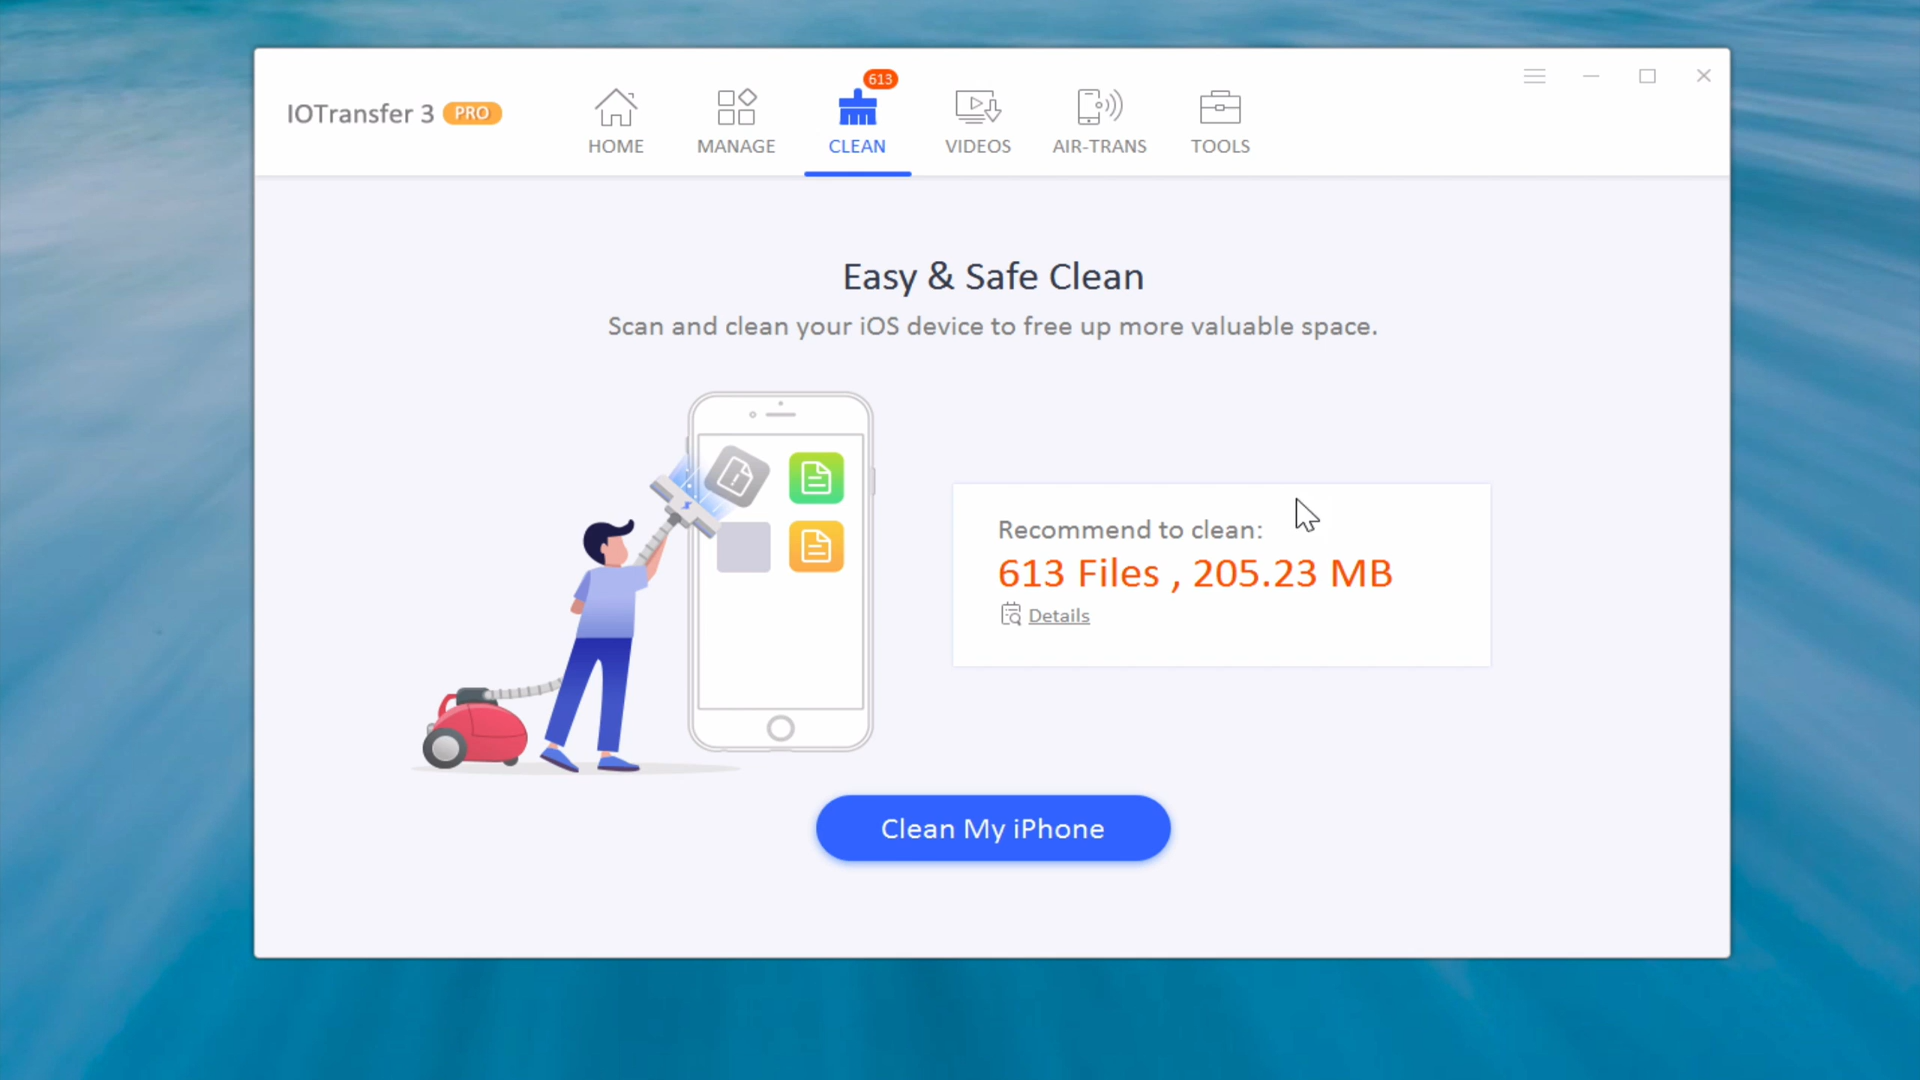 IOTransfer 3 PRO
613
HOME
MANAGE
CLEAN
VIDEOS
AIR-TRANS
TOOLS
Easy & Safe Clean
Scan and clean your iOS device to free up more valuable space.
Recommend to clean:
613 Files , 205.23 MB
Details
Clean My iPhone